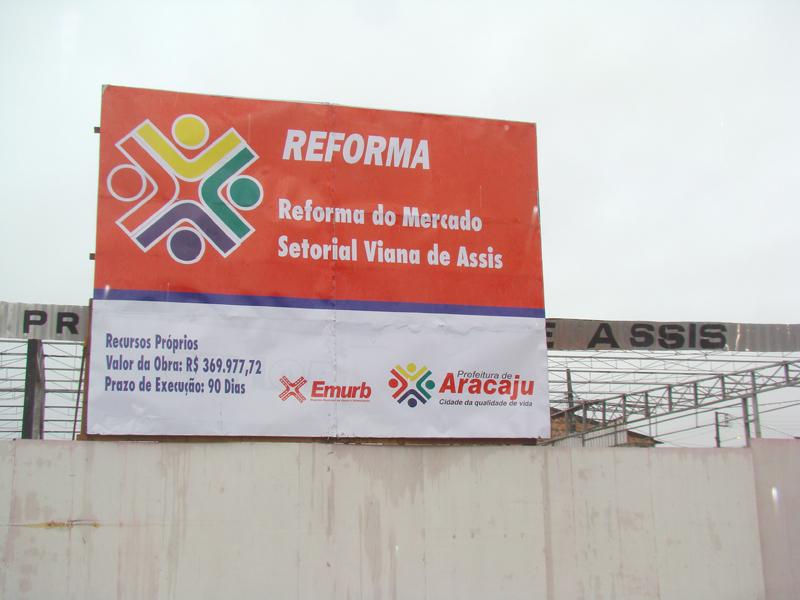 REFORMA
Reforma do Mercado
Setorial Viana de Assis
Recursos Próprios
Valor da Obra: R$ 369.977,72
Prazo de Execução: 90 Dias
Emurb
Prefeitura de
Aracaju
Cidade da qualidade de vida
PR
E ASSIS